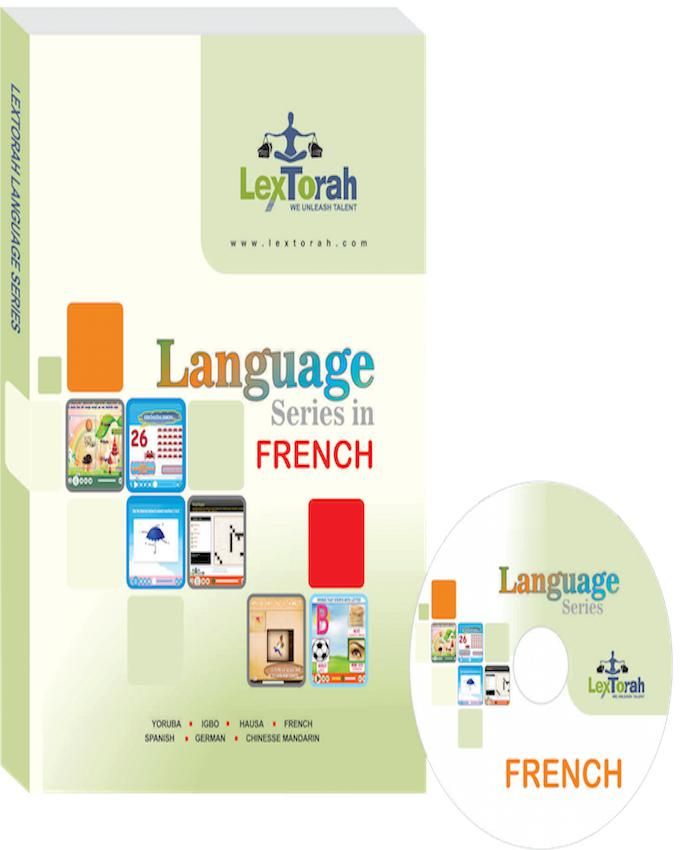 LEXTORAH LANGUAGE SERIES
LexTorah
WE UNLEASH TALENT
www.lextorah.com
Language
Series in
FRENCH
26
B
YORUBA • IGBO • HAUSA • FRENCH
SPANISH • GERMAN • CHINESSE MANDARIN
Language
Series
26
LexTorah
WE UNLEASH TALENT
FRENCH